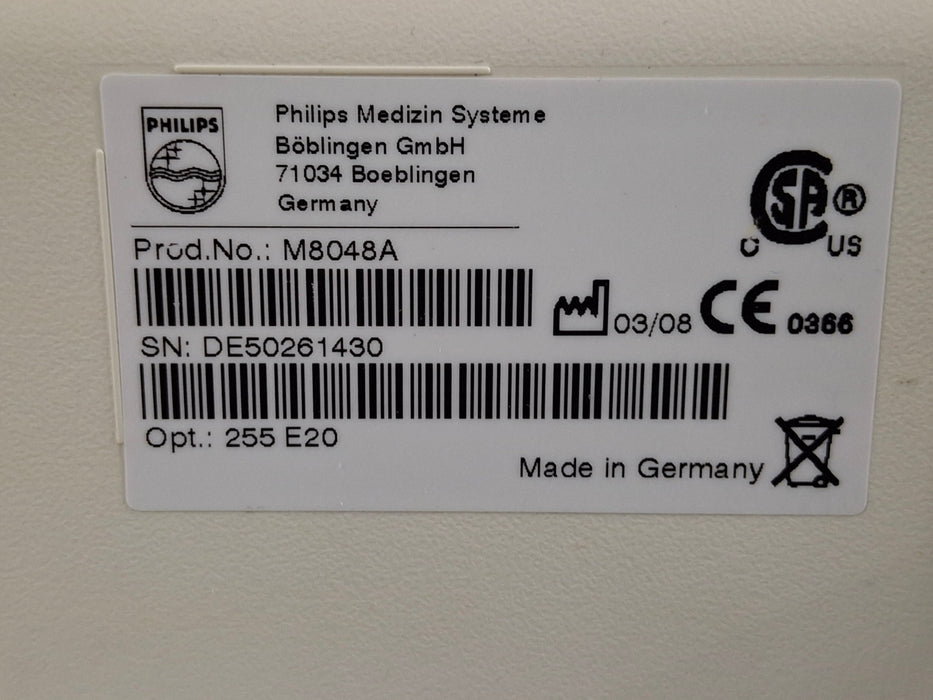 PHILIPS
Philips Medizin Systeme
Böblingen GmbH
71034 Boeblingen
Germany
Prod.No.: M8048A
SN: DE50261430
Opt.: 255 E20
03/08
CE 0366
C SA ®
C US
Made in Germany